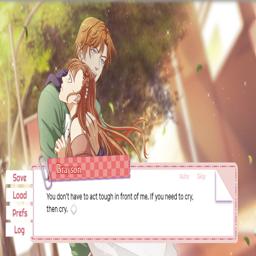 Grayson
Auto Skip
Save
You don't have to act tough in front of me. If you need to cry,
Load
then cry.
Prefs
Log